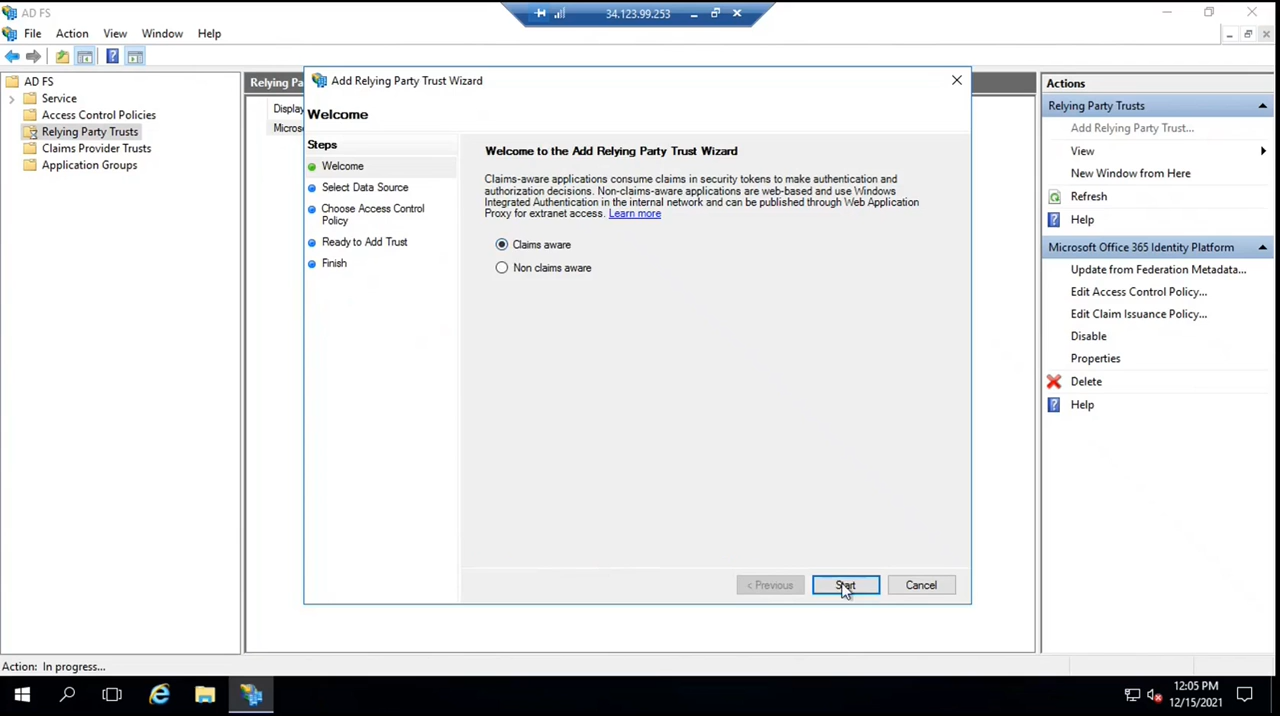 AD FS
34.123.99.253
File Action View Window Help
AD FS
Service
Access Control Policies
Relying Party Trusts
Claims Provider Trusts
Application Groups
Relying Pa
Display
Micros
Add Relying Party Trust Wizard
Welcome
Steps
Welcome
Select Data Source
Choose Access Control
Policy
Ready to Add Trust
Finish
Welcome to the Add Relying Party Trust Wizard
Claims-aware applications consume claims in security tokens to make authentication and
authorization decisions. Non-claims-aware applications are web-based and use Windows
Integrated Authentication in the internal network and can be published through Web Application
Proxy for extranet access. Learn more
Claims aware
Non claims aware
< Previous Start Cancel
Actions
Relying Party Trusts
Add Relying Party Trust...
View
New Window from Here
Refresh
Help
Microsoft Office 365 Identity Platform
Update from Federation Metadata...
Edit Access Control Policy...
Edit Claim Issuance Policy...
Disable
Properties
Delete
Help
Action: In progress...
12:05 PM
12/15/2021